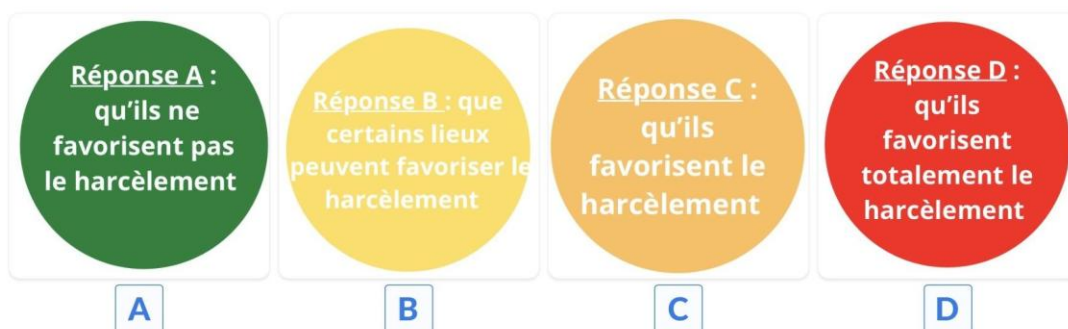 Réponse A :
qu'ils ne
favorisent pas
le harcèlement
Réponse B : que
certains lieux
peuvent favoriser le
harcèlement
Réponse C :
qu'ils
favorisent le
harcèlement
Réponse D :
qu'ils
favorisent
totalement le
harcèlement
A
B
C
D